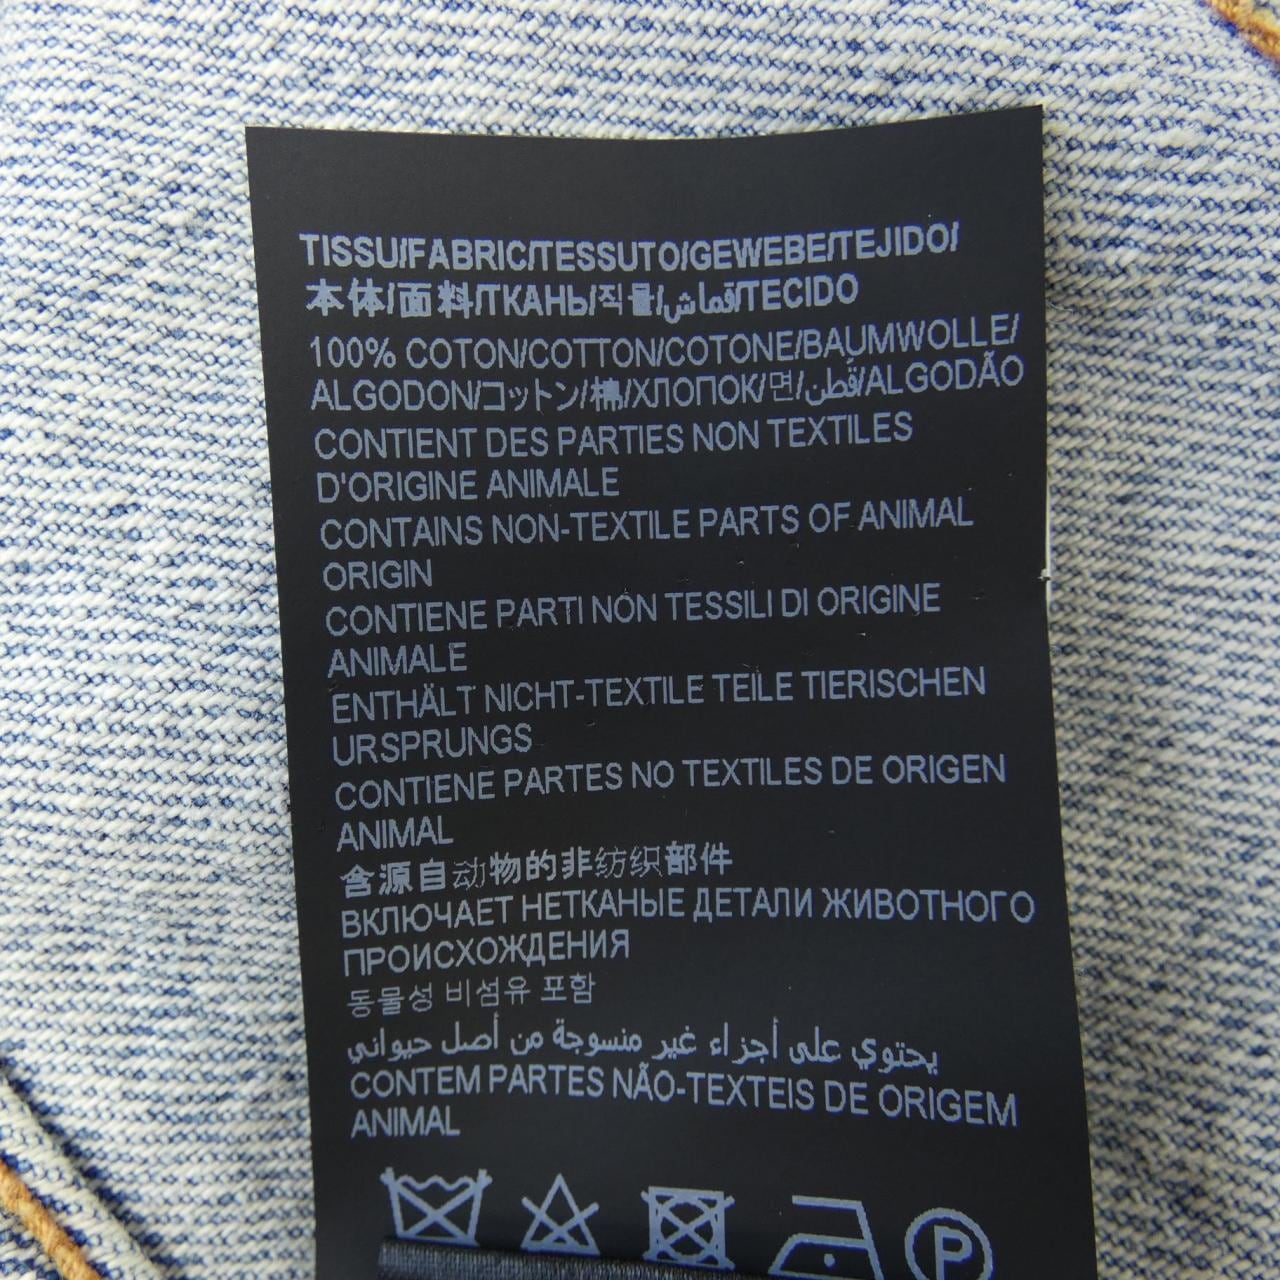 TISSU/FABRIC/TESSUTO/GEWEBE/TEJIDO/
本体/面料/ТКАНЬ/직물/قماش/TECIDO
100% COTON/COTTON/COTONE/BAUMWOLLE/
ALGODON/コットン/棉/ХЛОПОК/면/قُطن/ALGODÃO
CONTIENT DES PARTIES NON TEXTILES
D'ORIGINE ANIMALE
CONTAINS NON-TEXTILE PARTS OF ANIMAL
ORIGIN
CONTIENE PARTI NON TESSILI DI ORIGINE
ANIMALE
ENTHÄLT NICHT-TEXTILE TEILE TIERISCHEN
URSPRUNGS
CONTIENE PARTES NO TEXTILES DE ORIGEN
ANIMAL
含源自动物的非纺织部件
ВКЛЮЧАЕТ НЕТКАНЫЕ ДЕТАЛИ ЖИВОТНОГО
ПРОИСХОЖДЕНИЯ
동물성 비섬유 포함
يحتوي على أجزاء غير منسوجة من أصل حيواني
CONTEM PARTES NÃO-TEXTEIS DE ORIGEM
ANIMAL
P